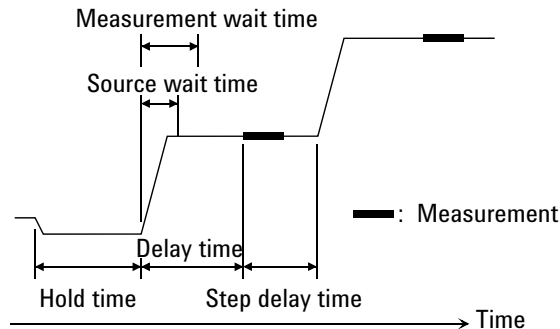 Measurement wait time
Source wait time
: Measurement
Delay time
Hold time
Step delay time
Time